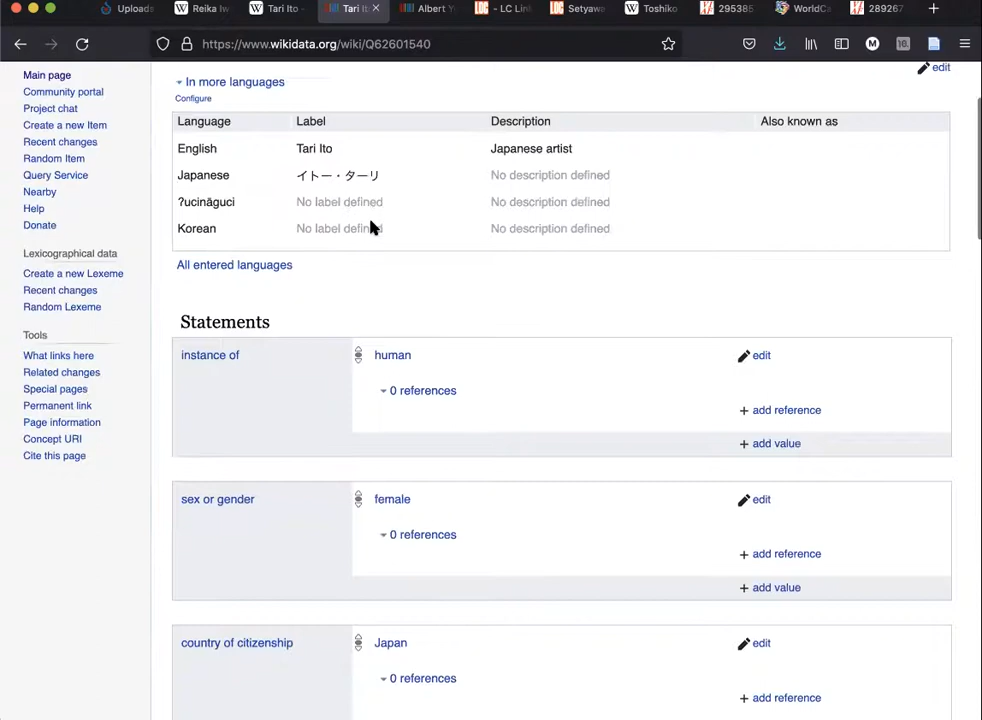 Uploads
Reika Iw
Tari Ito -
Tari It
Albert Y
- LC Lin
Setyawa
Toshiko
295385
WorldCa
289267
https://www.wikidata.org/wiki/Q62601540
Main page
Community portal
Project chat
Create a new Item
Recent changes
Random Item
Query Service
Nearby
Help
Donate
Lexicographical data
Create a new Lexeme
Recent changes
Random Lexeme
Tools
What links here
Related changes
Special pages
Permanent link
Page information
Concept URI
Cite this page
edit
In more languages
Configure
Language Label Description Also known as
English Tari Ito Japanese artist
Japanese イトー・ターリ No description defined
ʔucināguci No label defined No description defined
Korean No label defined No description defined
All entered languages
Statements
instance of human edit
0 references
+ add reference
+ add value
sex or gender female edit
0 references
+ add reference
+ add value
country of citizenship Japan edit
0 references
+ add reference